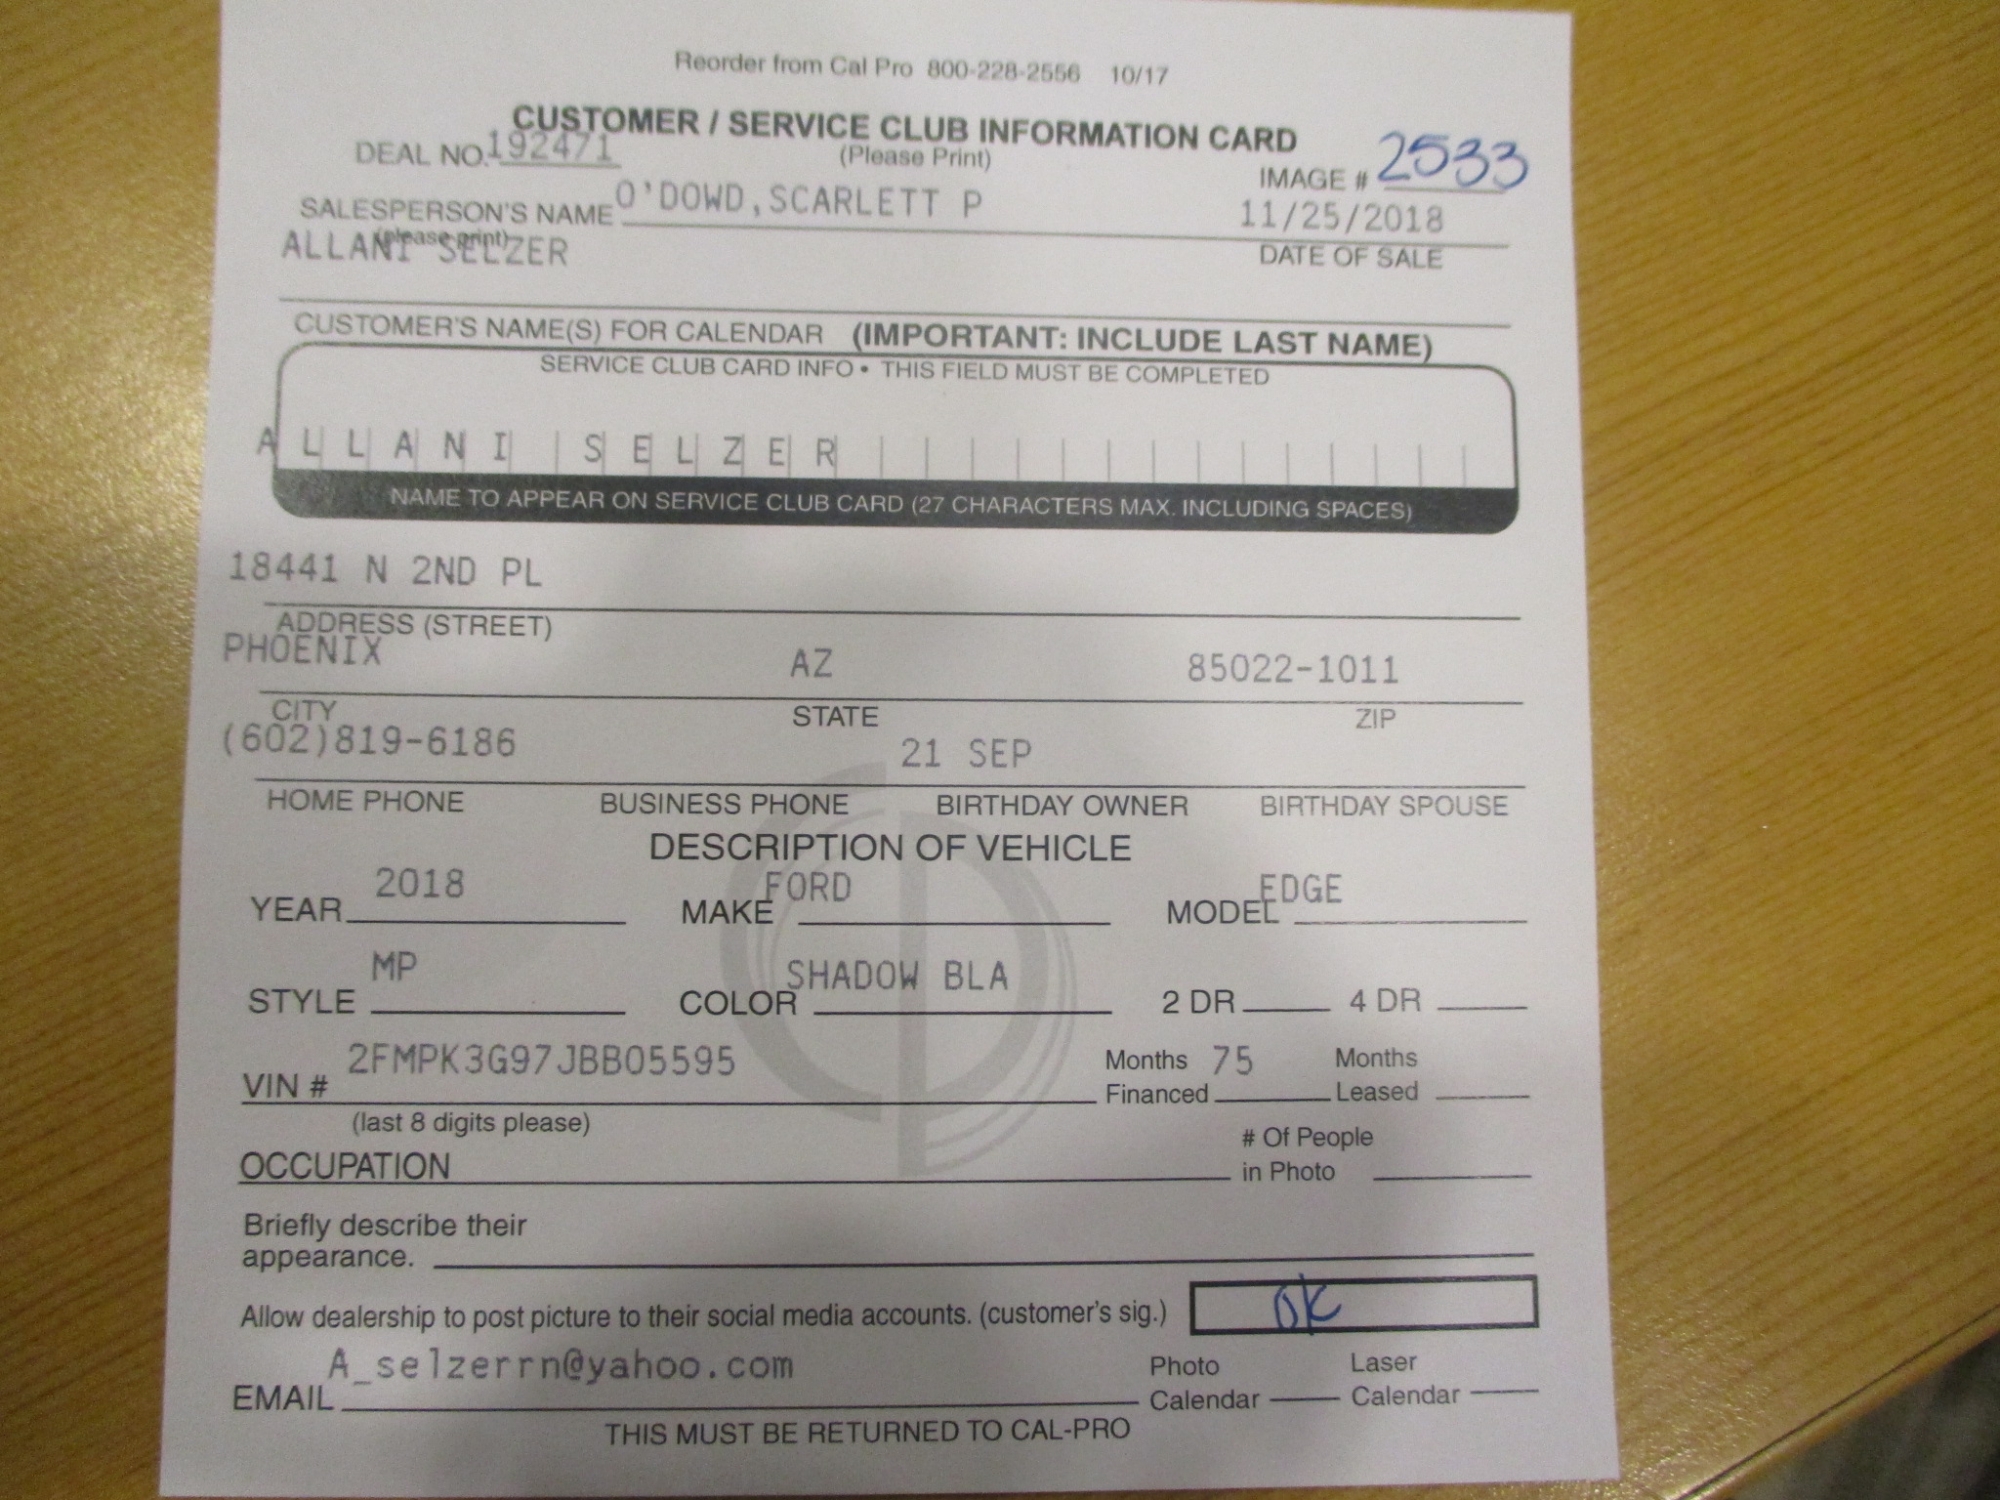 Reorder from Cal Pro 800-228-2556 10/17
CUSTOMER / SERVICE CLUB INFORMATION CARD
DEAL NO. 192471 (Please Print) IMAGE # 2533
SALESPERSON'S NAME O'DOWD,SCARLETT P 11/25/2018
(please print) DATE OF SALE
ALLANI SELZER
CUSTOMER'S NAME(S) FOR CALENDAR (IMPORTANT: INCLUDE LAST NAME)
SERVICE CLUB CARD INFO • THIS FIELD MUST BE COMPLETED
A L L A N I S E L Z E R
NAME TO APPEAR ON SERVICE CLUB CARD (27 CHARACTERS MAX. INCLUDING SPACES)
18441 N 2ND PL
ADDRESS (STREET)
PHOENIX AZ 85022-1011
CITY STATE ZIP
(602)819-6186 21 SEP
HOME PHONE BUSINESS PHONE BIRTHDAY OWNER BIRTHDAY SPOUSE
DESCRIPTION OF VEHICLE
YEAR 2018 MAKE FORD MODEL EDGE
STYLE MP COLOR SHADOW BLA 2 DR 4 DR
VIN # 2FMPK3G97JBB05595 Months Financed 75 Months Leased
(last 8 digits please)
OCCUPATION # Of People in Photo
Briefly describe their
appearance.
Allow dealership to post picture to their social media accounts. (customer's sig.) OK
EMAIL A_selzerrn@yahoo.com Photo Calendar Laser Calendar
THIS MUST BE RETURNED TO CAL-PRO